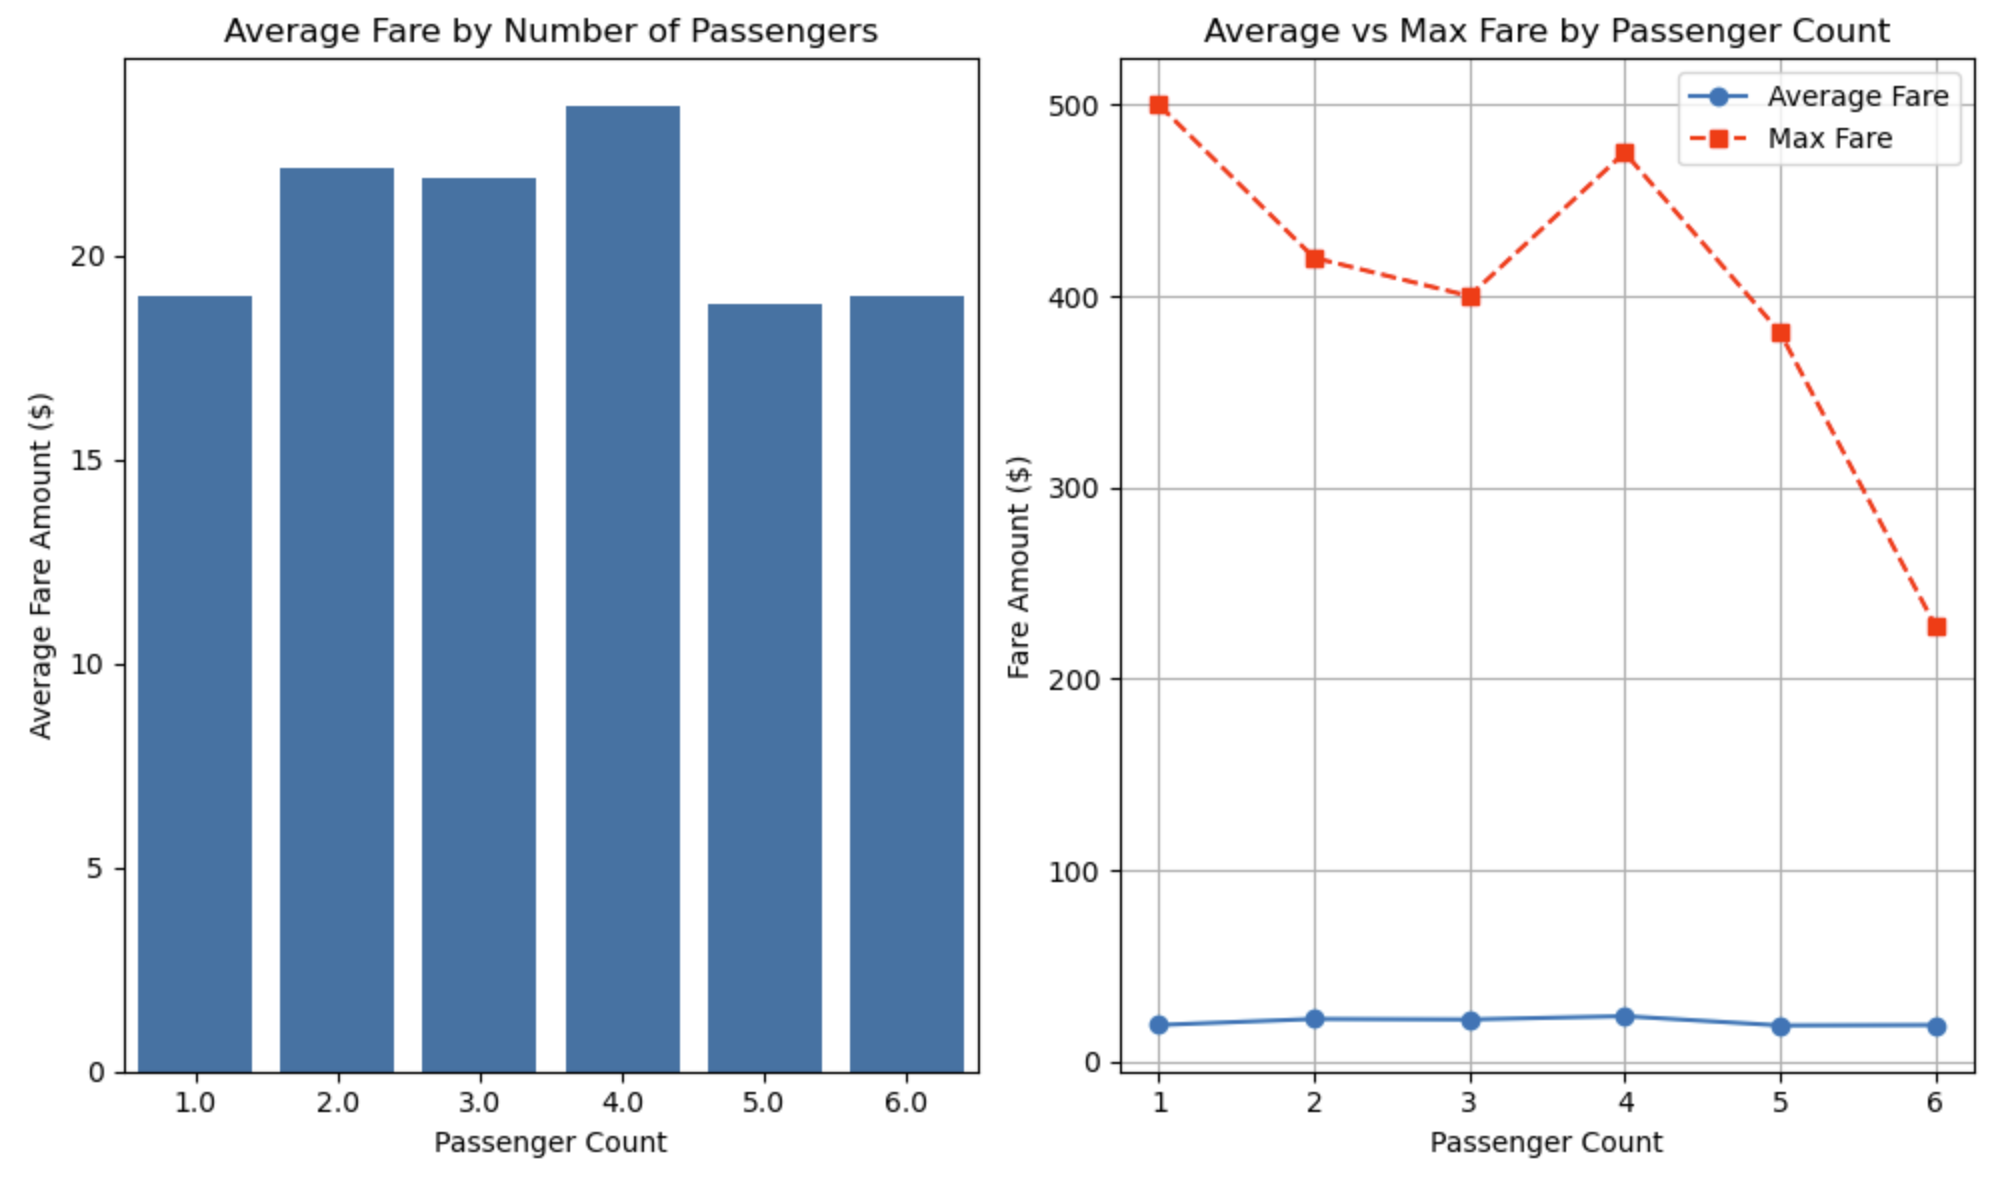 Average Fare by Number of Passengers
Average Fare Amount ($)
20
15
10
5
0
1.0 2.0 3.0 4.0 5.0 6.0
Passenger Count
Average vs Max Fare by Passenger Count
Average Fare
Max Fare
Fare Amount ($)
500
400
300
200
100
0
1 2 3 4 5 6
Passenger Count